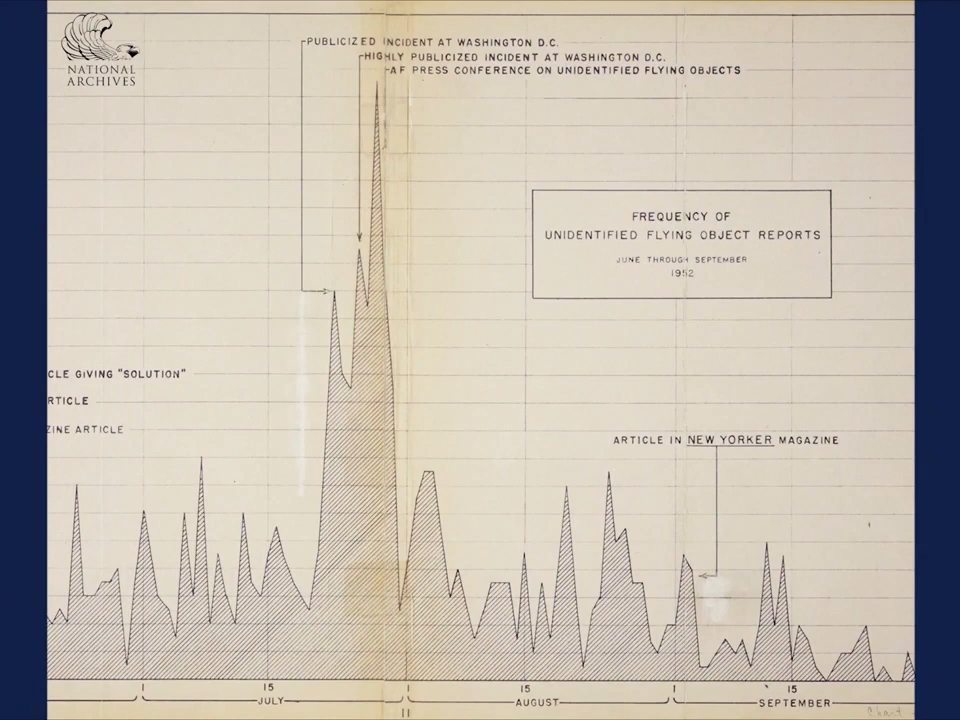 NATIONAL
ARCHIVES
PUBLICIZED INCIDENT AT WASHINGTON D.C.
HIGHLY PUBLICIZED INCIDENT AT WASHINGTON D.C.
AF PRESS CONFERENCE ON UNIDENTIFIED FLYING OBJECTS
FREQUENCY OF
UNIDENTIFIED FLYING OBJECT REPORTS
JUNE THROUGH SEPTEMBER
1952
CLE GIVING "SOLUTION"
RTICLE
ZINE ARTICLE
ARTICLE IN NEW YORKER MAGAZINE
1 15 1 15 1 15
JULY AUGUST SEPTEMBER
11